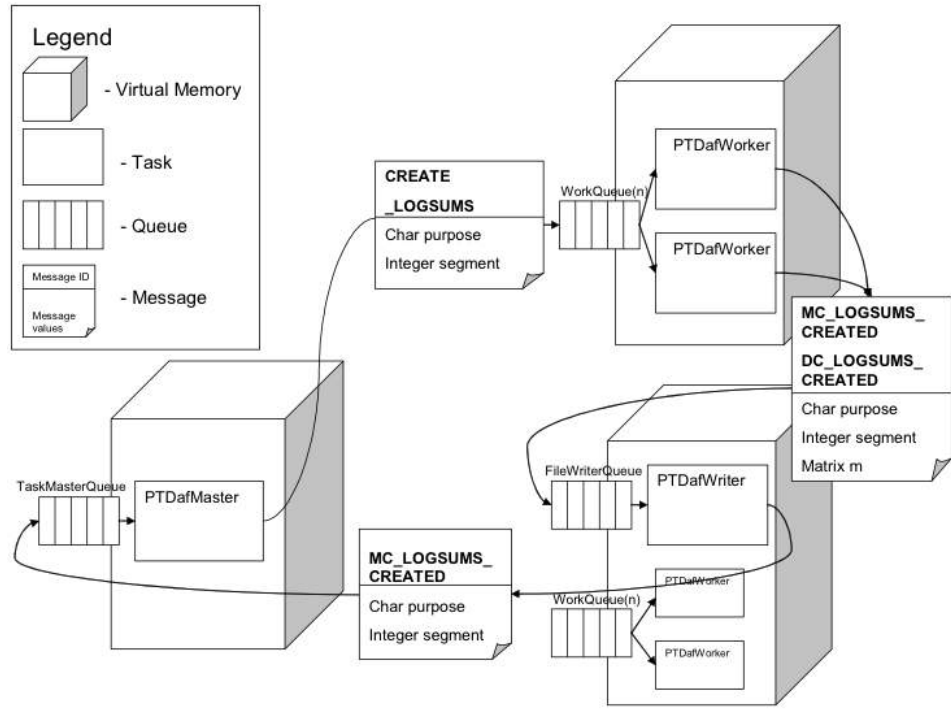 Legend
- Virtual Memory
- Task
- Queue
Message ID
Message
values
- Message
CREATE
_LOGSUMS
Char purpose
Integer segment
WorkQueue(n)
PTDafWorker
PTDafWorker
MC_LOGSUMS_
CREATED
DC_LOGSUMS_
CREATED
Char purpose
Integer segment
Matrix m
TaskMasterQueue
PTDafMaster
MC_LOGSUMS_
CREATED
Char purpose
Integer segment
FileWriterQueue
PTDafWriter
WorkQueue(n)
PTDafWorker
PTDafWorker